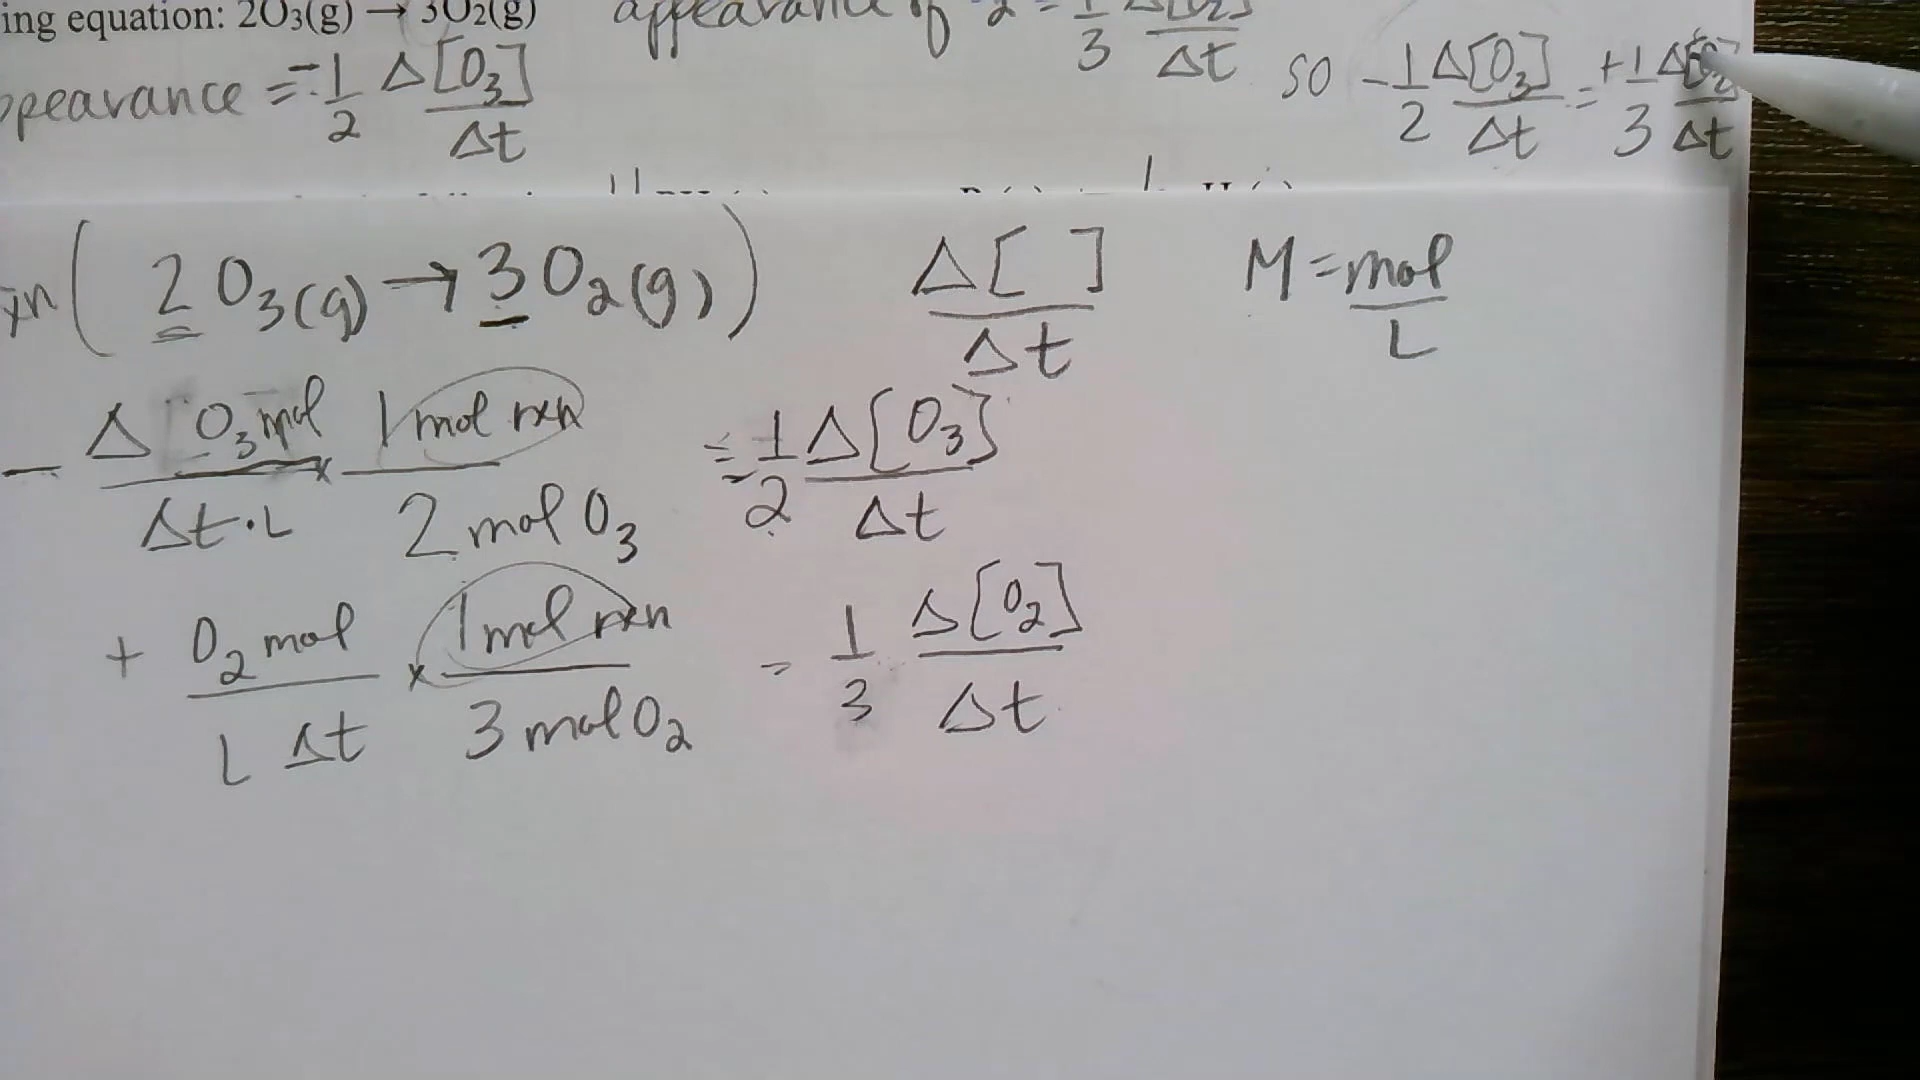 ing equation: 2O₃(g) → 3O₂(g) appearance of 2 = 1/3 Δ[O₂]/Δt
ppearance = -1/2 Δ[O₃]/Δt
so -1/2 Δ[O₃]/Δt = +1/3 Δ[O₂]/Δt
xn ( 2O₃(g) → 3O₂(g) ) Δ[ ]/Δt M = mol/L
- Δ O₃ mol/Δt·L × 1 mol rxn/2 mol O₃ = -1/2 Δ[O₃]/Δt
+ O₂ mol/L Δt × 1 mol rxn/3 mol O₂ = 1/3 Δ[O₂]/Δt